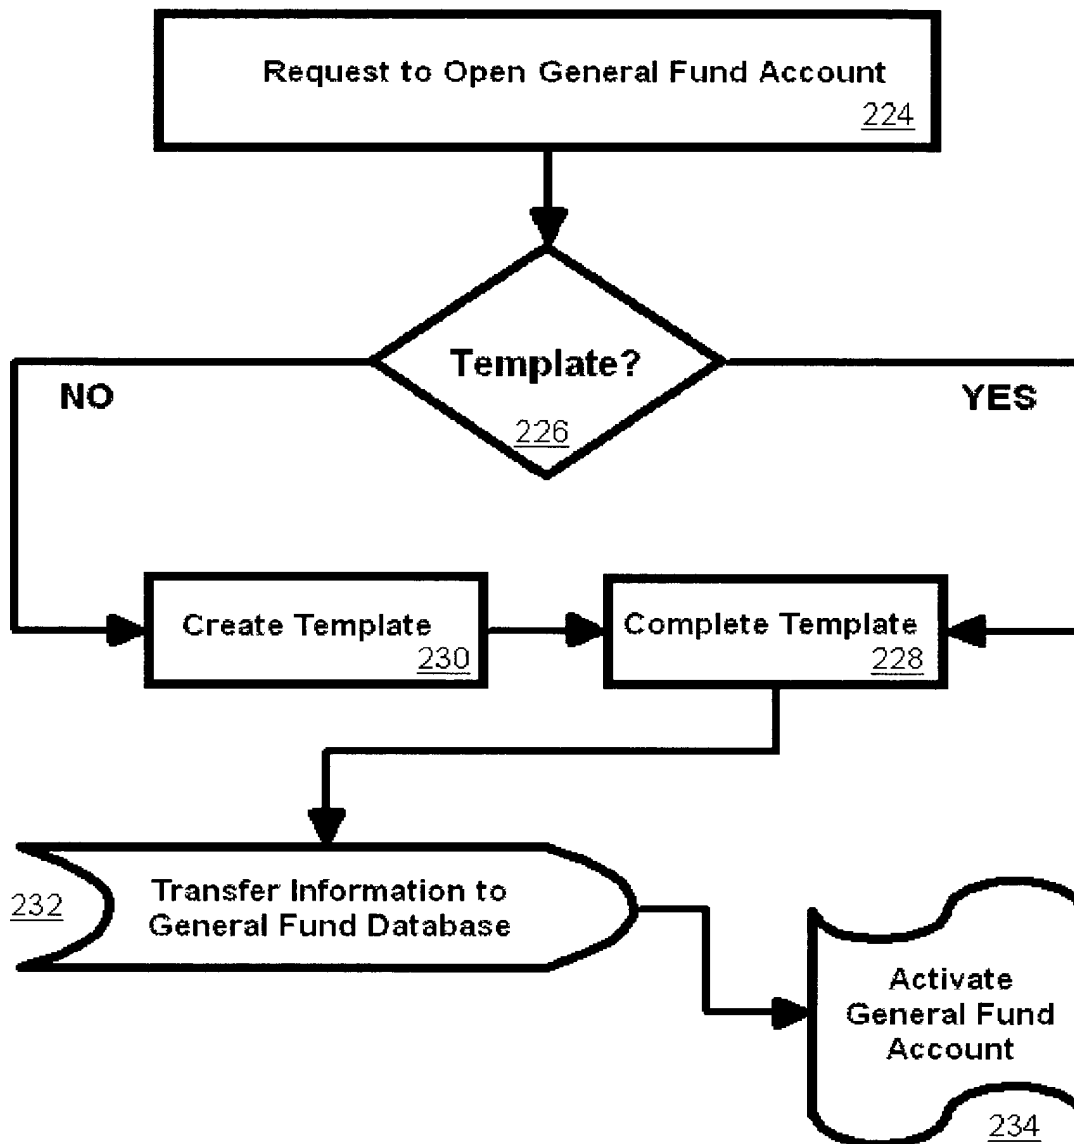 Request to Open General Fund Account
224
Template?
NO
YES
226
Create Template
230
Complete Template
228
232
Transfer Information to
General Fund Database
Activate
General Fund
Account
234